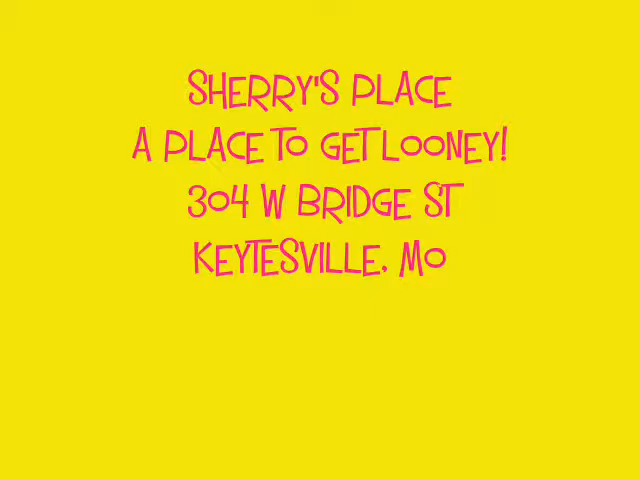 SHERRY'S PLACE
A PLACE TO GET LOONEY!
304 W BRIDGE ST
KEYTESVILLE, MO